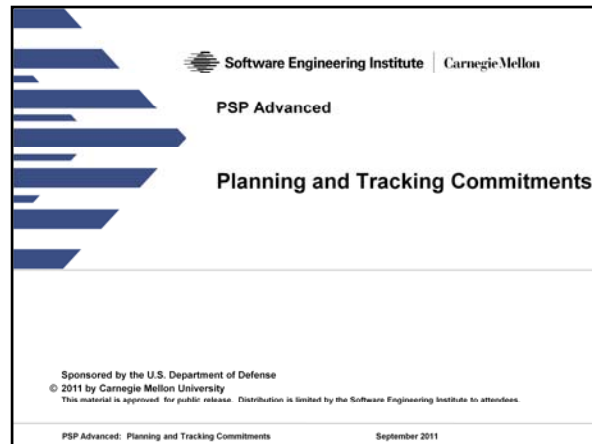 Software Engineering Institute | Carnegie Mellon
PSP Advanced
Planning and Tracking Commitments
Sponsored by the U.S. Department of Defense
© 2011 by Carnegie Mellon University
This material is approved for public release. Distribution is limited by the Software Engineering Institute to attendees.
PSP Advanced: Planning and Tracking Commitments September 2011